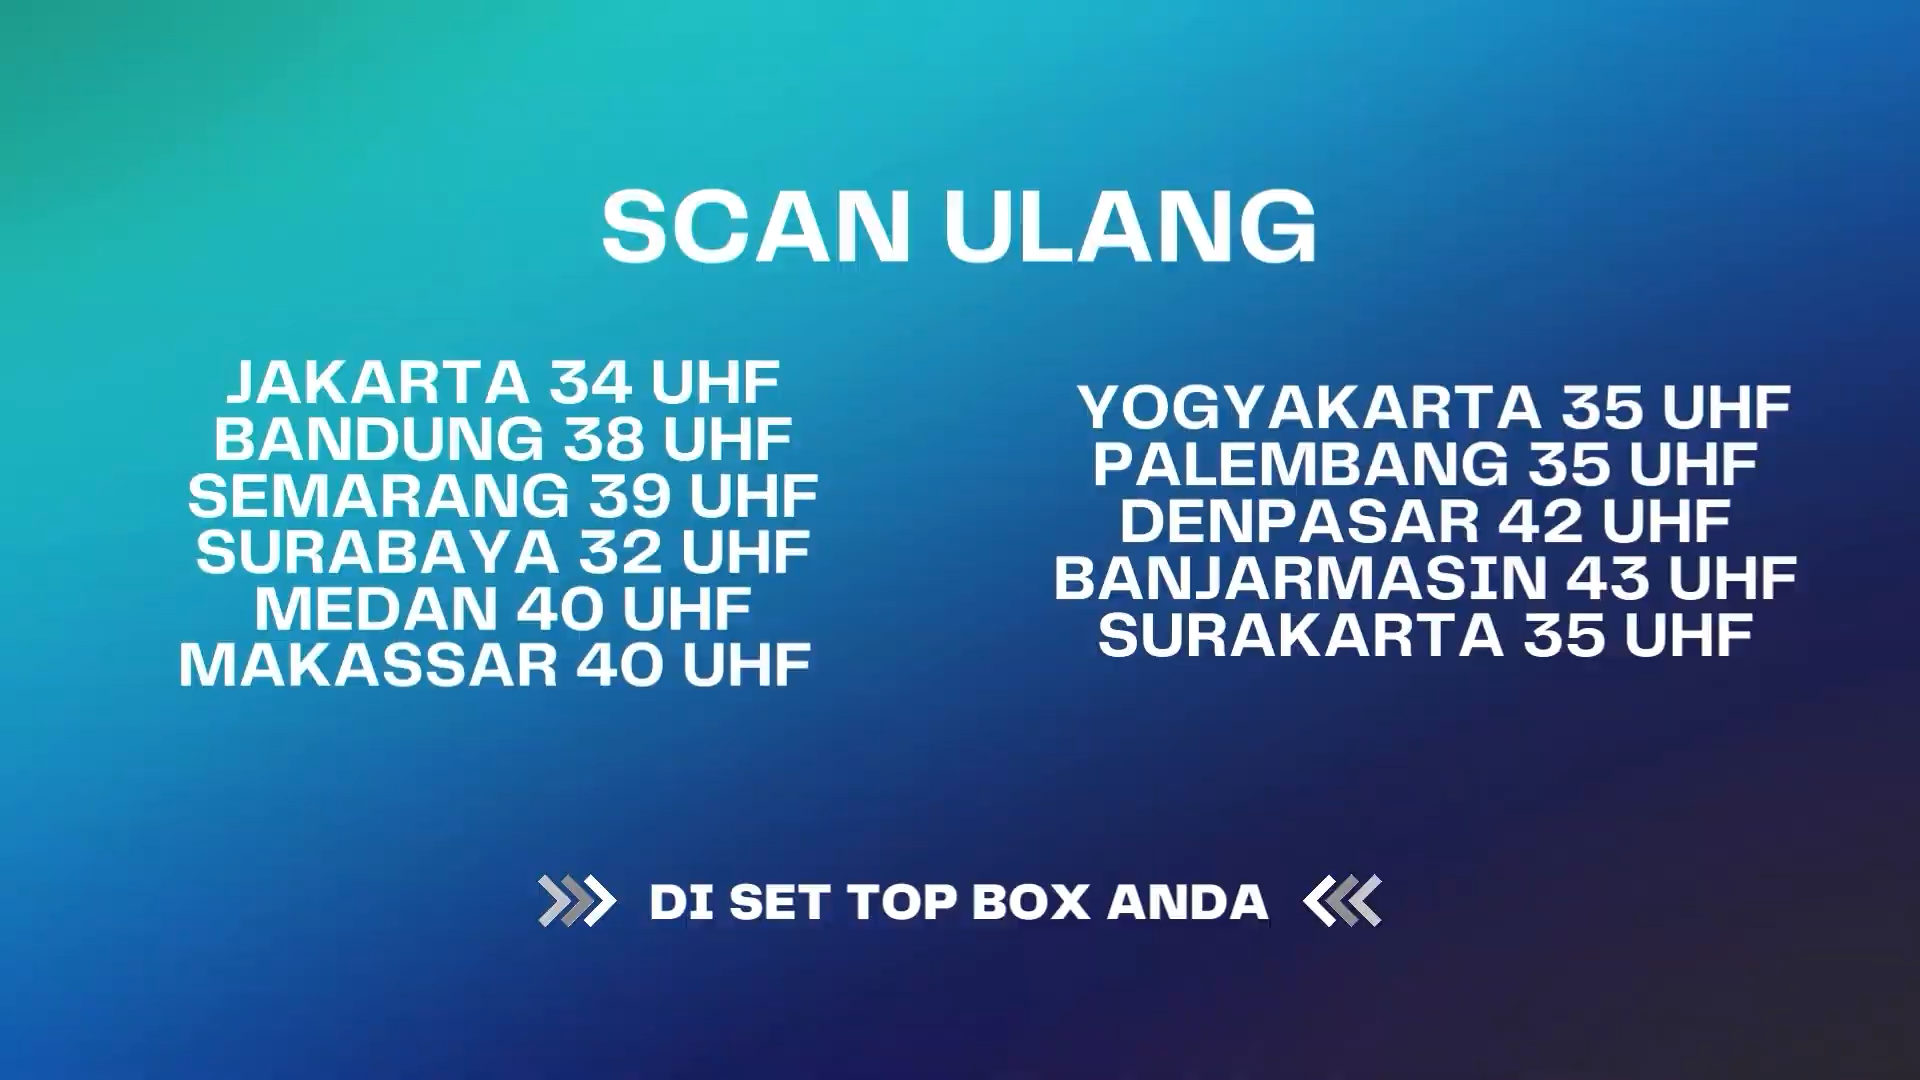 SCAN ULANG
JAKARTA 34 UHF
BANDUNG 38 UHF
SEMARANG 39 UHF
SURABAYA 32 UHF
MEDAN 40 UHF
MAKASSAR 40 UHF
YOGYAKARTA 35 UHF
PALEMBANG 35 UHF
DENPASAR 42 UHF
BANJARMASIN 43 UHF
SURAKARTA 35 UHF
DI SET TOP BOX ANDA